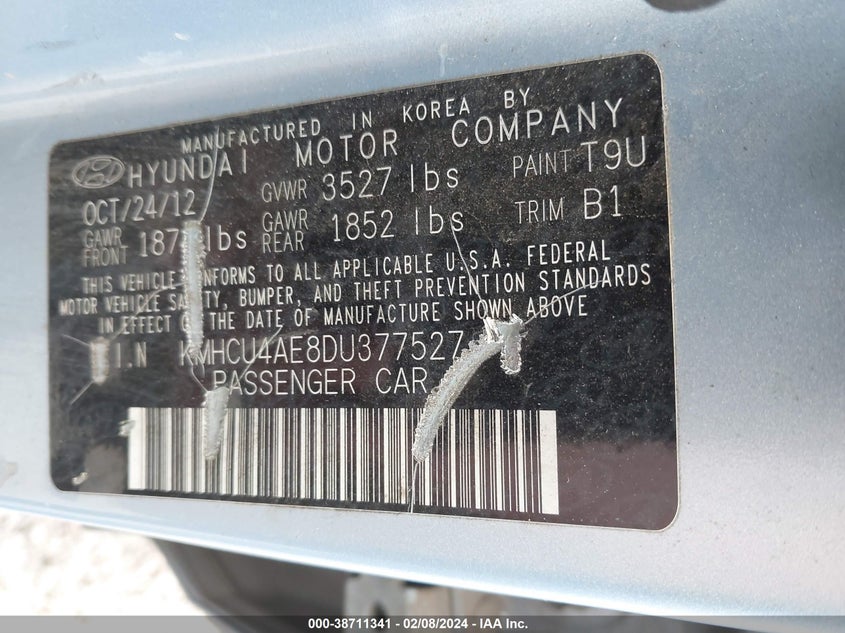 MANUFACTURED IN KOREA BY
HYUNDAI MOTOR COMPANY
OCT/24/12 GVWR 3527 lbs PAINT T9U
GAWR FRONT lbs GAWR REAR 1852 lbs TRIM B1
THIS VEHICLE CONFORMS TO ALL APPLICABLE U.S.A. FEDERAL
MOTOR VEHICLE SAFETY, BUMPER, AND THEFT PREVENTION STANDARDS
IN EFFECT ON THE DATE OF MANUFACTURE SHOWN ABOVE
V.I.N KMHCU4AE8DU377527
PASSENGER CAR
000-38711341 — 02/08/2024 — IAA Inc.